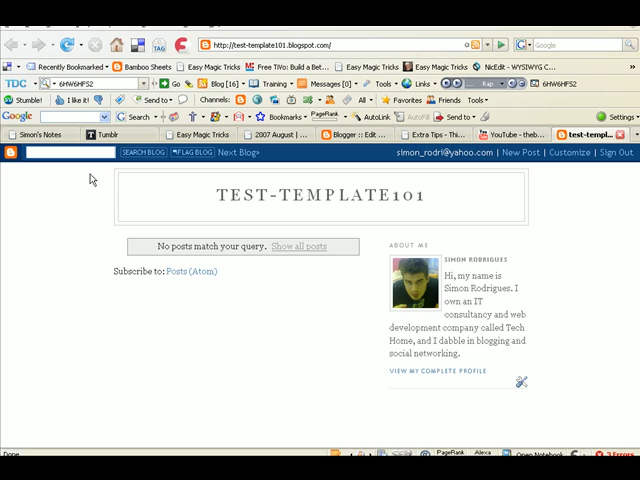 http://test-template101.blogspot.com/
Google
Recently Bookmarked
Bamboo Sheets
Easy Magic Tricks
Free TiVo: Build a Bet...
Easy Magic Tricks
NicEdit - WYSIWYG C...
TDC
6HW6HFS2
Go
Blog [16]
Training
Messages [0]
Tools
Links
Rap
6HW6HFS2
Stumble!
I like it!
Send to
Channels:
All
Favorites
Friends
Tools
Google
Search
Bookmarks
PageRank
AutoLink
AutoFill
Send to
Settings
Simon's Notes
Tumblr
Easy Magic Tricks
2007 August | ...
Blogger :: Edit ...
Extra Tips - Thi...
YouTube - theb...
test-templ...
SEARCH BLOG
FLAG BLOG
Next Blog»
simon_rodri@yahoo.com | New Post | Customize | Sign Out
TEST-TEMPLATE101
No posts match your query. Show all posts
Subscribe to: Posts (Atom)
ABOUT ME
SIMON RODRIGUES
Hi, my name is
Simon Rodrigues. I
own an IT
consultancy and web
development company called Tech
Home, and I dabble in blogging and
social networking.
VIEW MY COMPLETE PROFILE
Done
PageRank
Alexa
Open Notebook
3 Errors